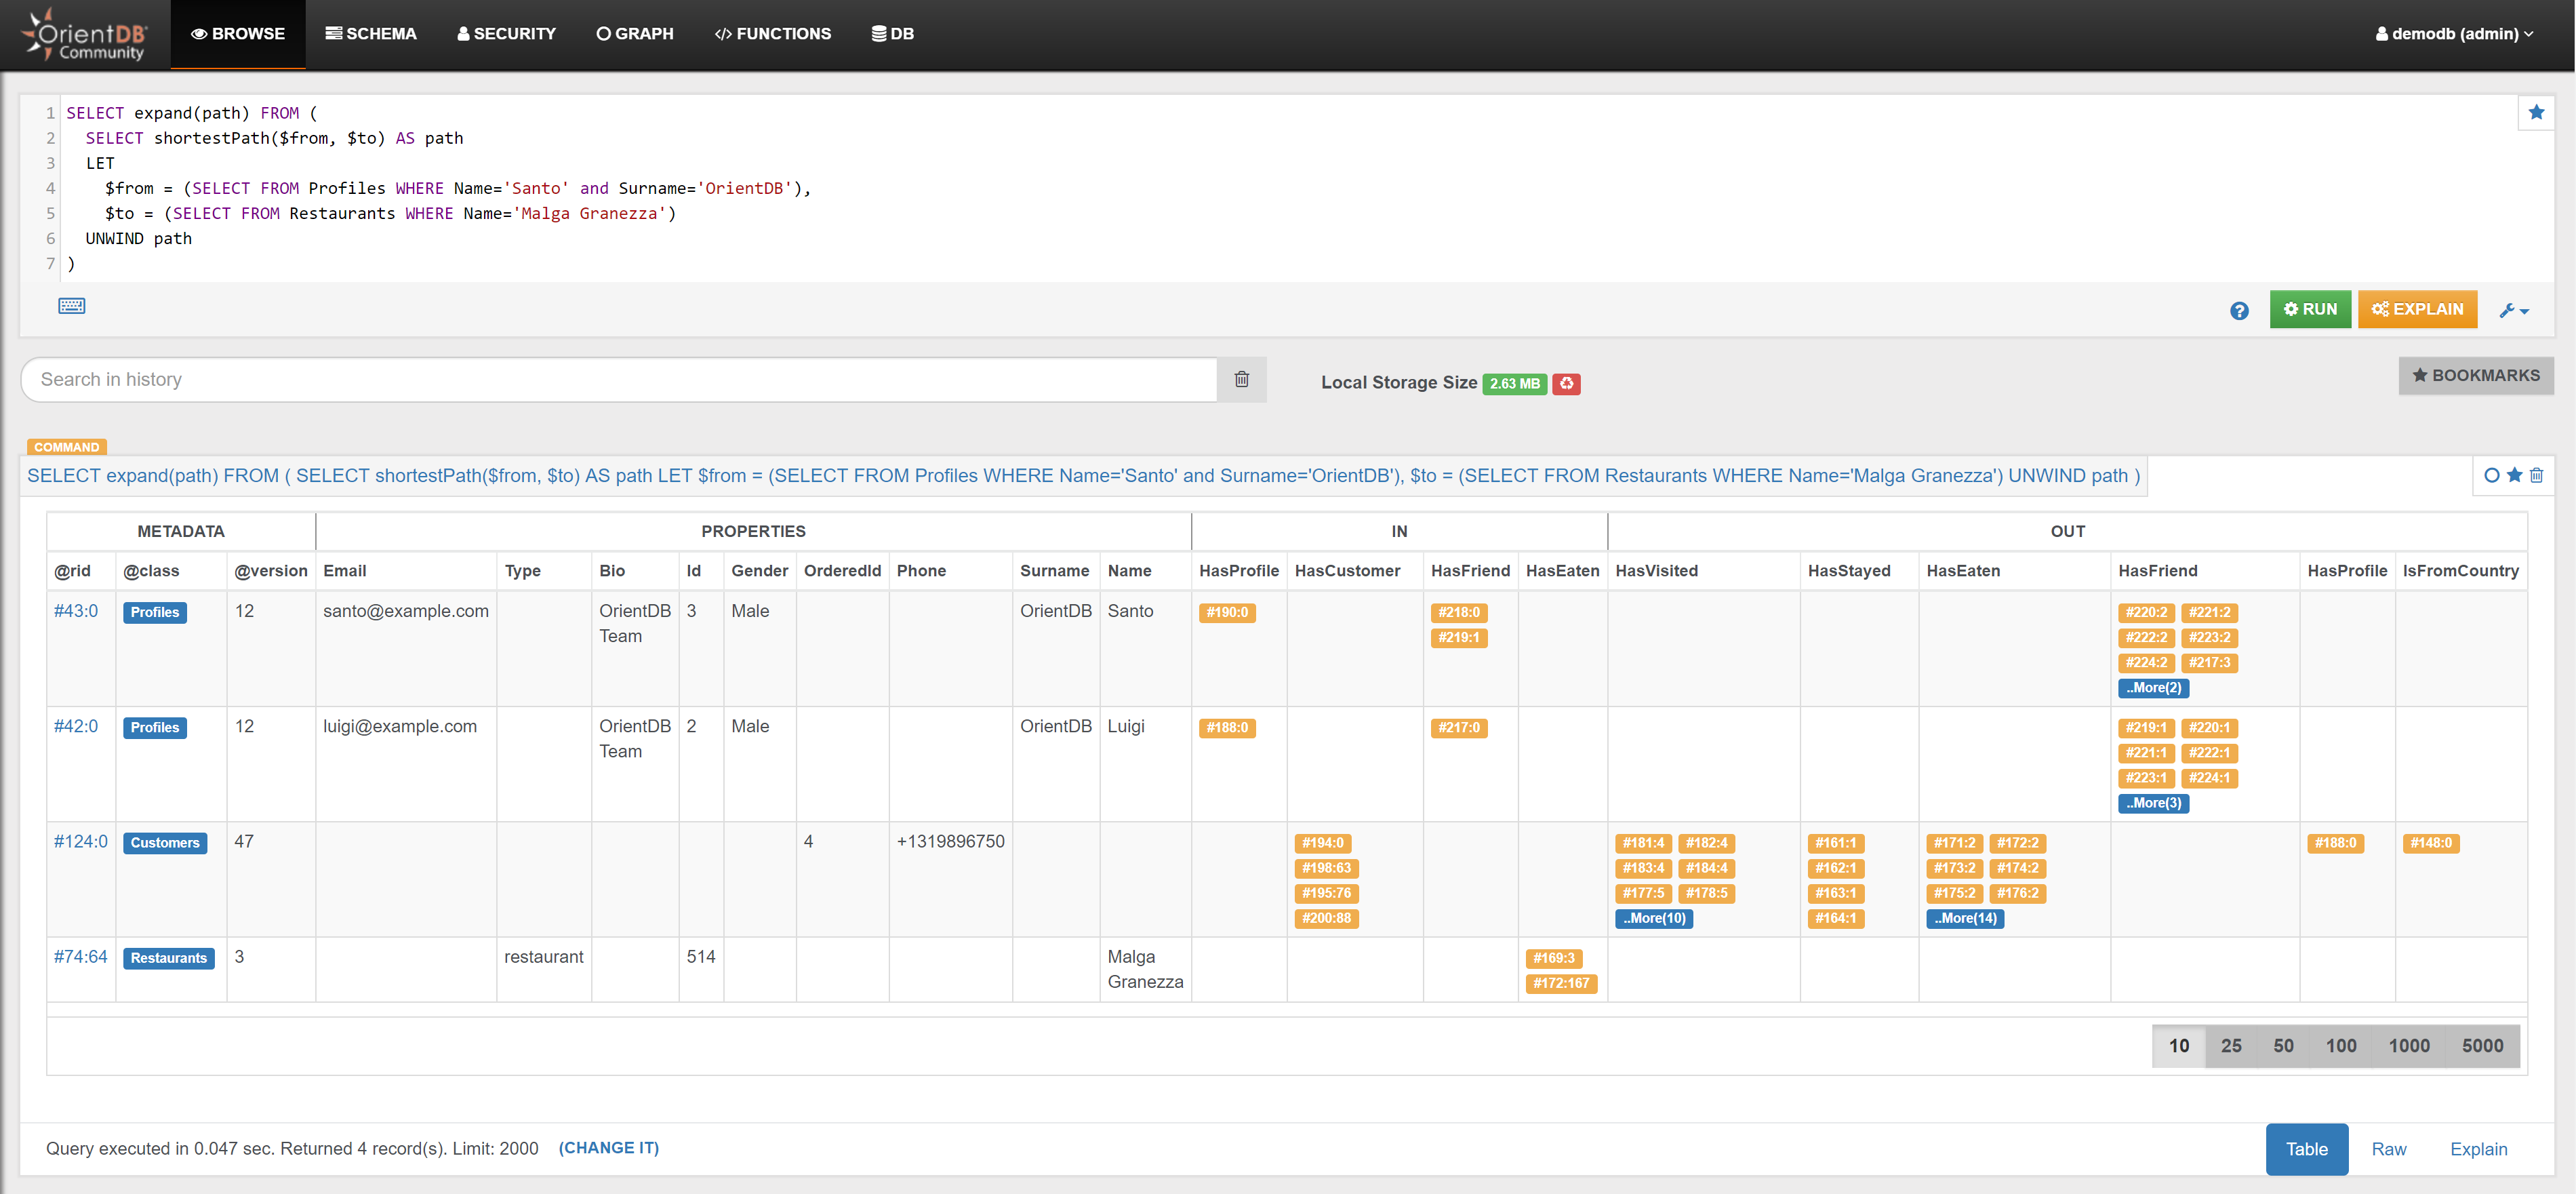 OrientDB®
Community
BROWSE SCHEMA SECURITY GRAPH </> FUNCTIONS DB demodb (admin)
1 SELECT expand(path) FROM (
2 SELECT shortestPath($from, $to) AS path
3 LET
4 $from = (SELECT FROM Profiles WHERE Name='Santo' and Surname='OrientDB'),
5 $to = (SELECT FROM Restaurants WHERE Name='Malga Granezza')
6 UNWIND path
7 )
? RUN EXPLAIN
Search in history Local Storage Size 2.63 MB BOOKMARKS
COMMAND
SELECT expand(path) FROM ( SELECT shortestPath($from, $to) AS path LET $from = (SELECT FROM Profiles WHERE Name='Santo' and Surname='OrientDB'), $to = (SELECT FROM Restaurants WHERE Name='Malga Granezza') UNWIND path )
METADATA PROPERTIES IN OUT
@rid @class @version Email Type Bio Id Gender OrderedId Phone Surname Name HasProfile HasCustomer HasFriend HasEaten HasVisited HasStayed HasEaten HasFriend HasProfile IsFromCountry
#43:0 Profiles 12 santo@example.com OrientDB 3 Male OrientDB Santo #190:0 #218:0 #220:2 #221:2
Team #219:1 #222:2 #223:2
#224:2 #217:3
..More(2)
#42:0 Profiles 12 luigi@example.com OrientDB 2 Male OrientDB Luigi #188:0 #217:0 #219:1 #220:1
Team #221:1 #222:1
#223:1 #224:1
..More(3)
#124:0 Customers 47 4 +1319896750 #194:0 #181:4 #182:4 #161:1 #171:2 #172:2 #188:0 #148:0
#198:63 #183:4 #184:4 #162:1 #173:2 #174:2
#195:76 #177:5 #178:5 #163:1 #175:2 #176:2
#200:88 ..More(10) #164:1 ..More(14)
#74:64 Restaurants 3 restaurant 514 Malga #169:3
Granezza #172:167
10 25 50 100 1000 5000
Query executed in 0.047 sec. Returned 4 record(s). Limit: 2000 (CHANGE IT) Table Raw Explain